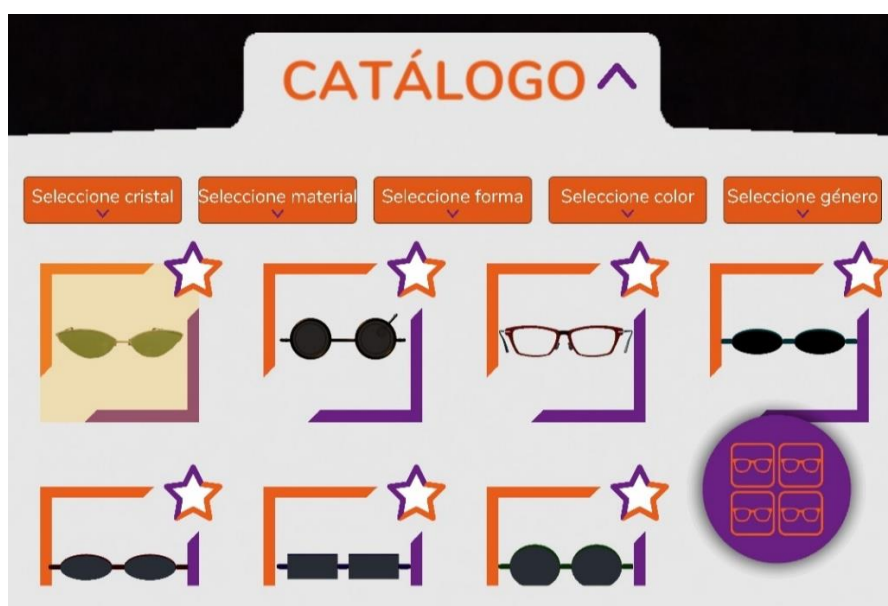 CATÁLOGO
Seleccione cristal
Seleccione material
Seleccione forma
Seleccione color
Seleccione género